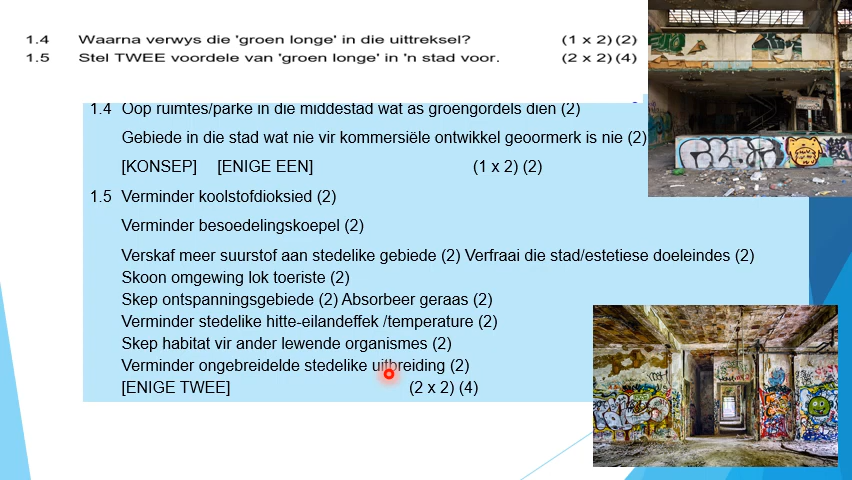 1.4 Waarna verwys die 'groen longe' in die uittreksel? (1 x 2) (2)
1.5 Stel TWEE voordele van 'groen longe' in 'n stad voor. (2 x 2) (4)
1.4 Oop ruimtes/parke in die middestad wat as groengordels dien (2)
Gebiede in die stad wat nie vir kommersiële ontwikkel geoormerk is nie (2)
[KONSEP] [ENIGE EEN] (1 x 2) (2)
1.5 Verminder koolstofdioksied (2)
Verminder besoedelingskoepel (2)
Verskaf meer suurstof aan stedelike gebiede (2) Verfraai die stad/estetiese doeleindes (2)
Skoon omgewing lok toeriste (2)
Skep ontspanningsgebiede (2) Absorbeer geraas (2)
Verminder stedelike hitte-eilandeffek /temperature (2)
Skep habitat vir ander lewende organismes (2)
Verminder ongebreidelde stedelike uitbreiding (2)
[ENIGE TWEE] (2 x 2) (4)